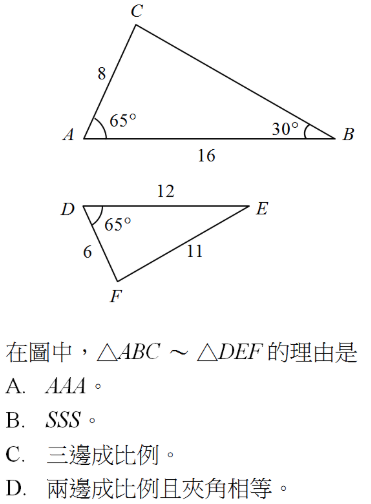 C
8
A
65°
30°
B
16
12
D
E
65°
6
11
F
在圖中，△ABC ～ △DEF 的理由是
A. AAA。
B. SSS。
C. 三邊成比例。
D. 兩邊成比例且夾角相等。